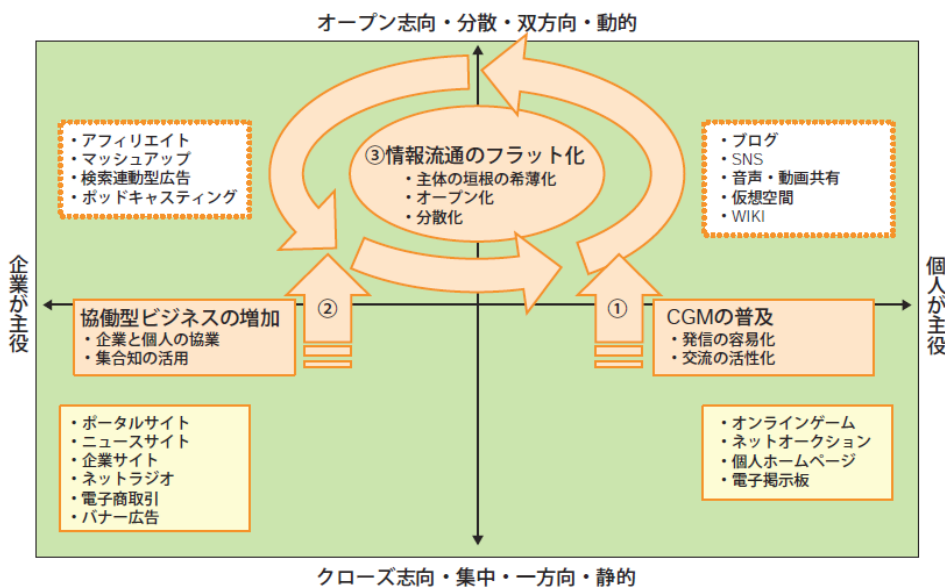 オープン志向・分散・双方向・動的
・アフィリエイト
・マッシュアップ
・検索連動型広告
・ポッドキャスティング
③情報流通のフラット化
・主体の垣根の希薄化
・オープン化
・分散化
・ブログ
・SNS
・音声・動画共有
・仮想空間
・WIKI
企業が主役
個人が主役
協働型ビジネスの増加
・企業と個人の協業
・集合知の活用
②
①
CGMの普及
・発信の容易化
・交流の活性化
・ポータルサイト
・ニュースサイト
・企業サイト
・ネットラジオ
・電子商取引
・バナー広告
・オンラインゲーム
・ネットオークション
・個人ホームページ
・電子掲示板
クローズ志向・集中・一方向・静的